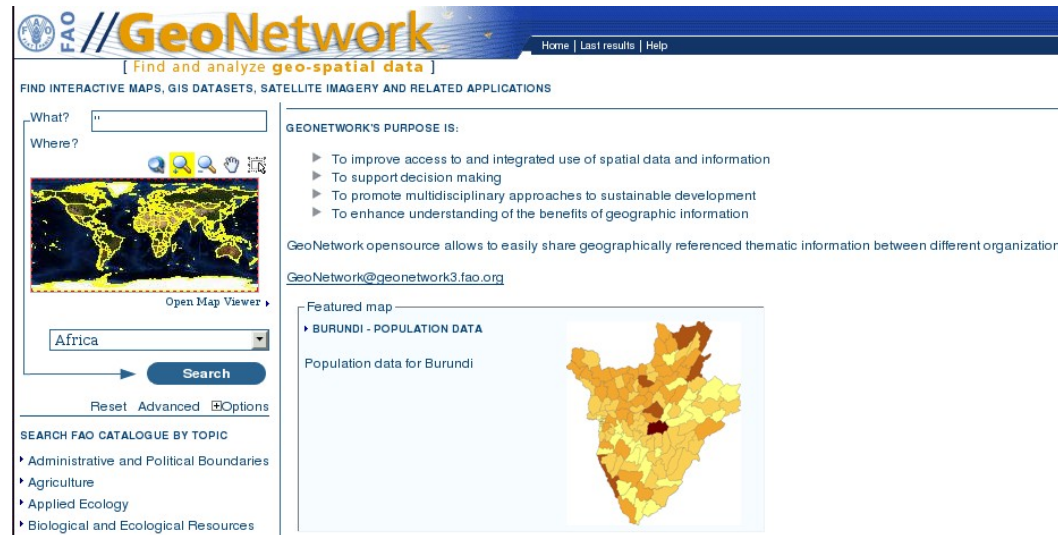 FAO
//GeoNetwork
[ Find and analyze geo-spatial data ]
Home | Last results | Help
FIND INTERACTIVE MAPS, GIS DATASETS, SATELLITE IMAGERY AND RELATED APPLICATIONS
What?
"
Where?
Open Map Viewer
Africa
Search
Reset Advanced Options
SEARCH FAO CATALOGUE BY TOPIC
Administrative and Political Boundaries
Agriculture
Applied Ecology
Biological and Ecological Resources
GEONETWORK'S PURPOSE IS:
To improve access to and integrated use of spatial data and information
To support decision making
To promote multidisciplinary approaches to sustainable development
To enhance understanding of the benefits of geographic information
GeoNetwork opensource allows to easily share geographically referenced thematic information between different organization
GeoNetwork@geonetwork3.fao.org
Featured map
BURUNDI - POPULATION DATA
Population data for Burundi